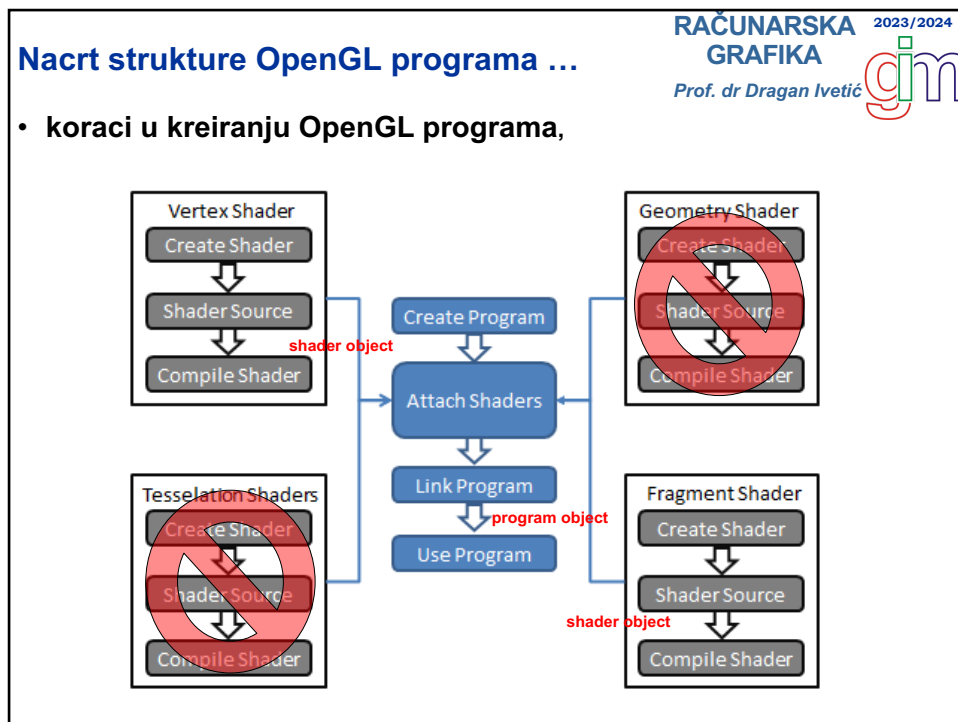 Nacrt strukture OpenGL programa …
RAČUNARSKA
GRAFIKA
2023/2024
Prof. dr Dragan Ivetić
gim
• koraci u kreiranju OpenGL programa,
Vertex Shader
Create Shader
Shader Source
Compile Shader
shader object
Tesselation Shaders
Create Shader
Shader Source
Compile Shader
Create Program
Attach Shaders
Link Program
program object
Use Program
Geometry Shader
Create Shader
Shader Source
Compile Shader
Fragment Shader
Create Shader
Shader Source
shader object
Compile Shader